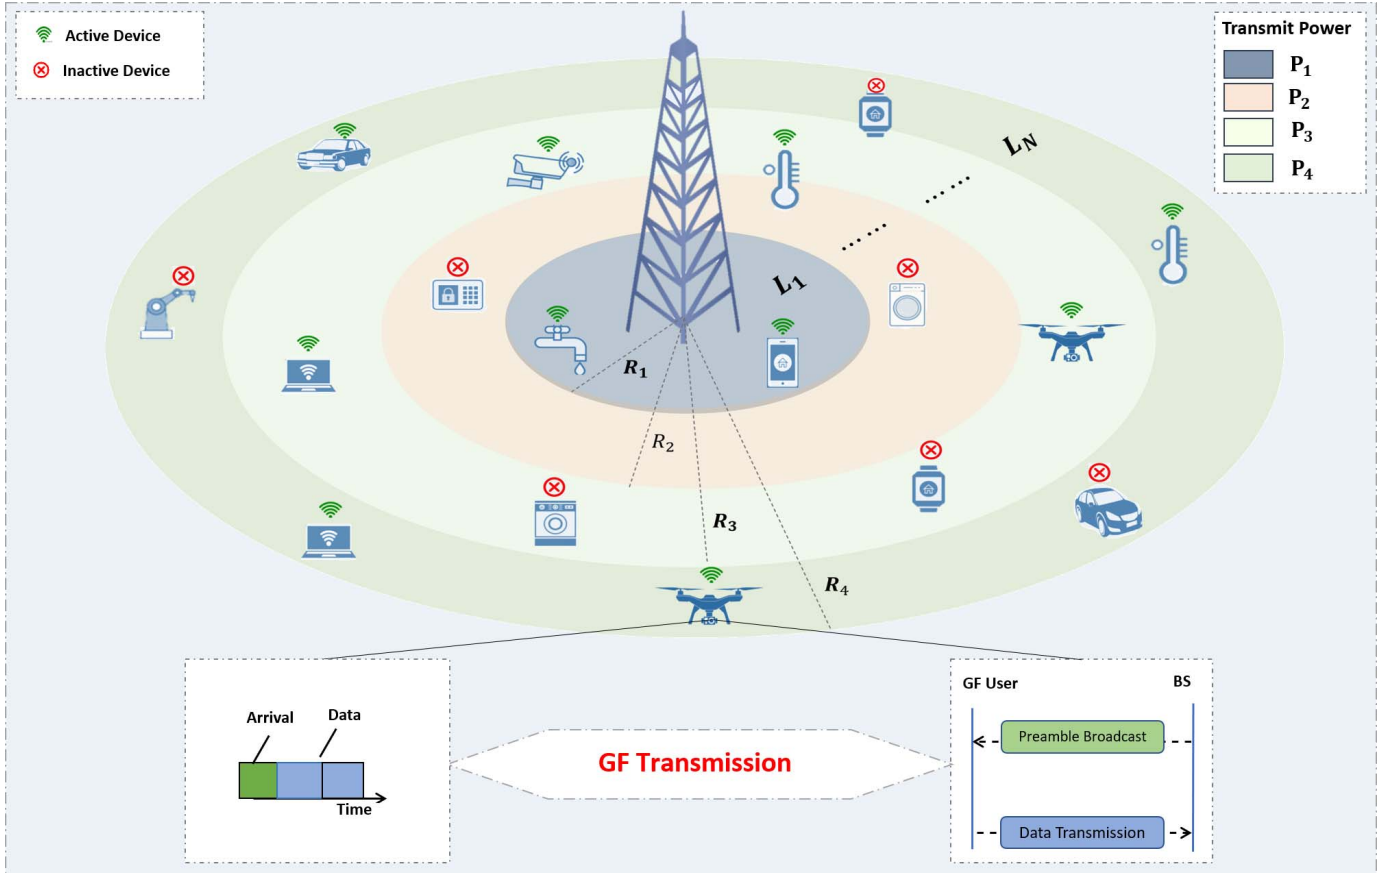 Active Device
Inactive Device
Transmit Power
P₁
P₂
P₃
P₄
L_N
L₁
R₁
R₂
R₃
R₄
Arrival
Data
Time
GF Transmission
GF User
BS
Preamble Broadcast
Data Transmission